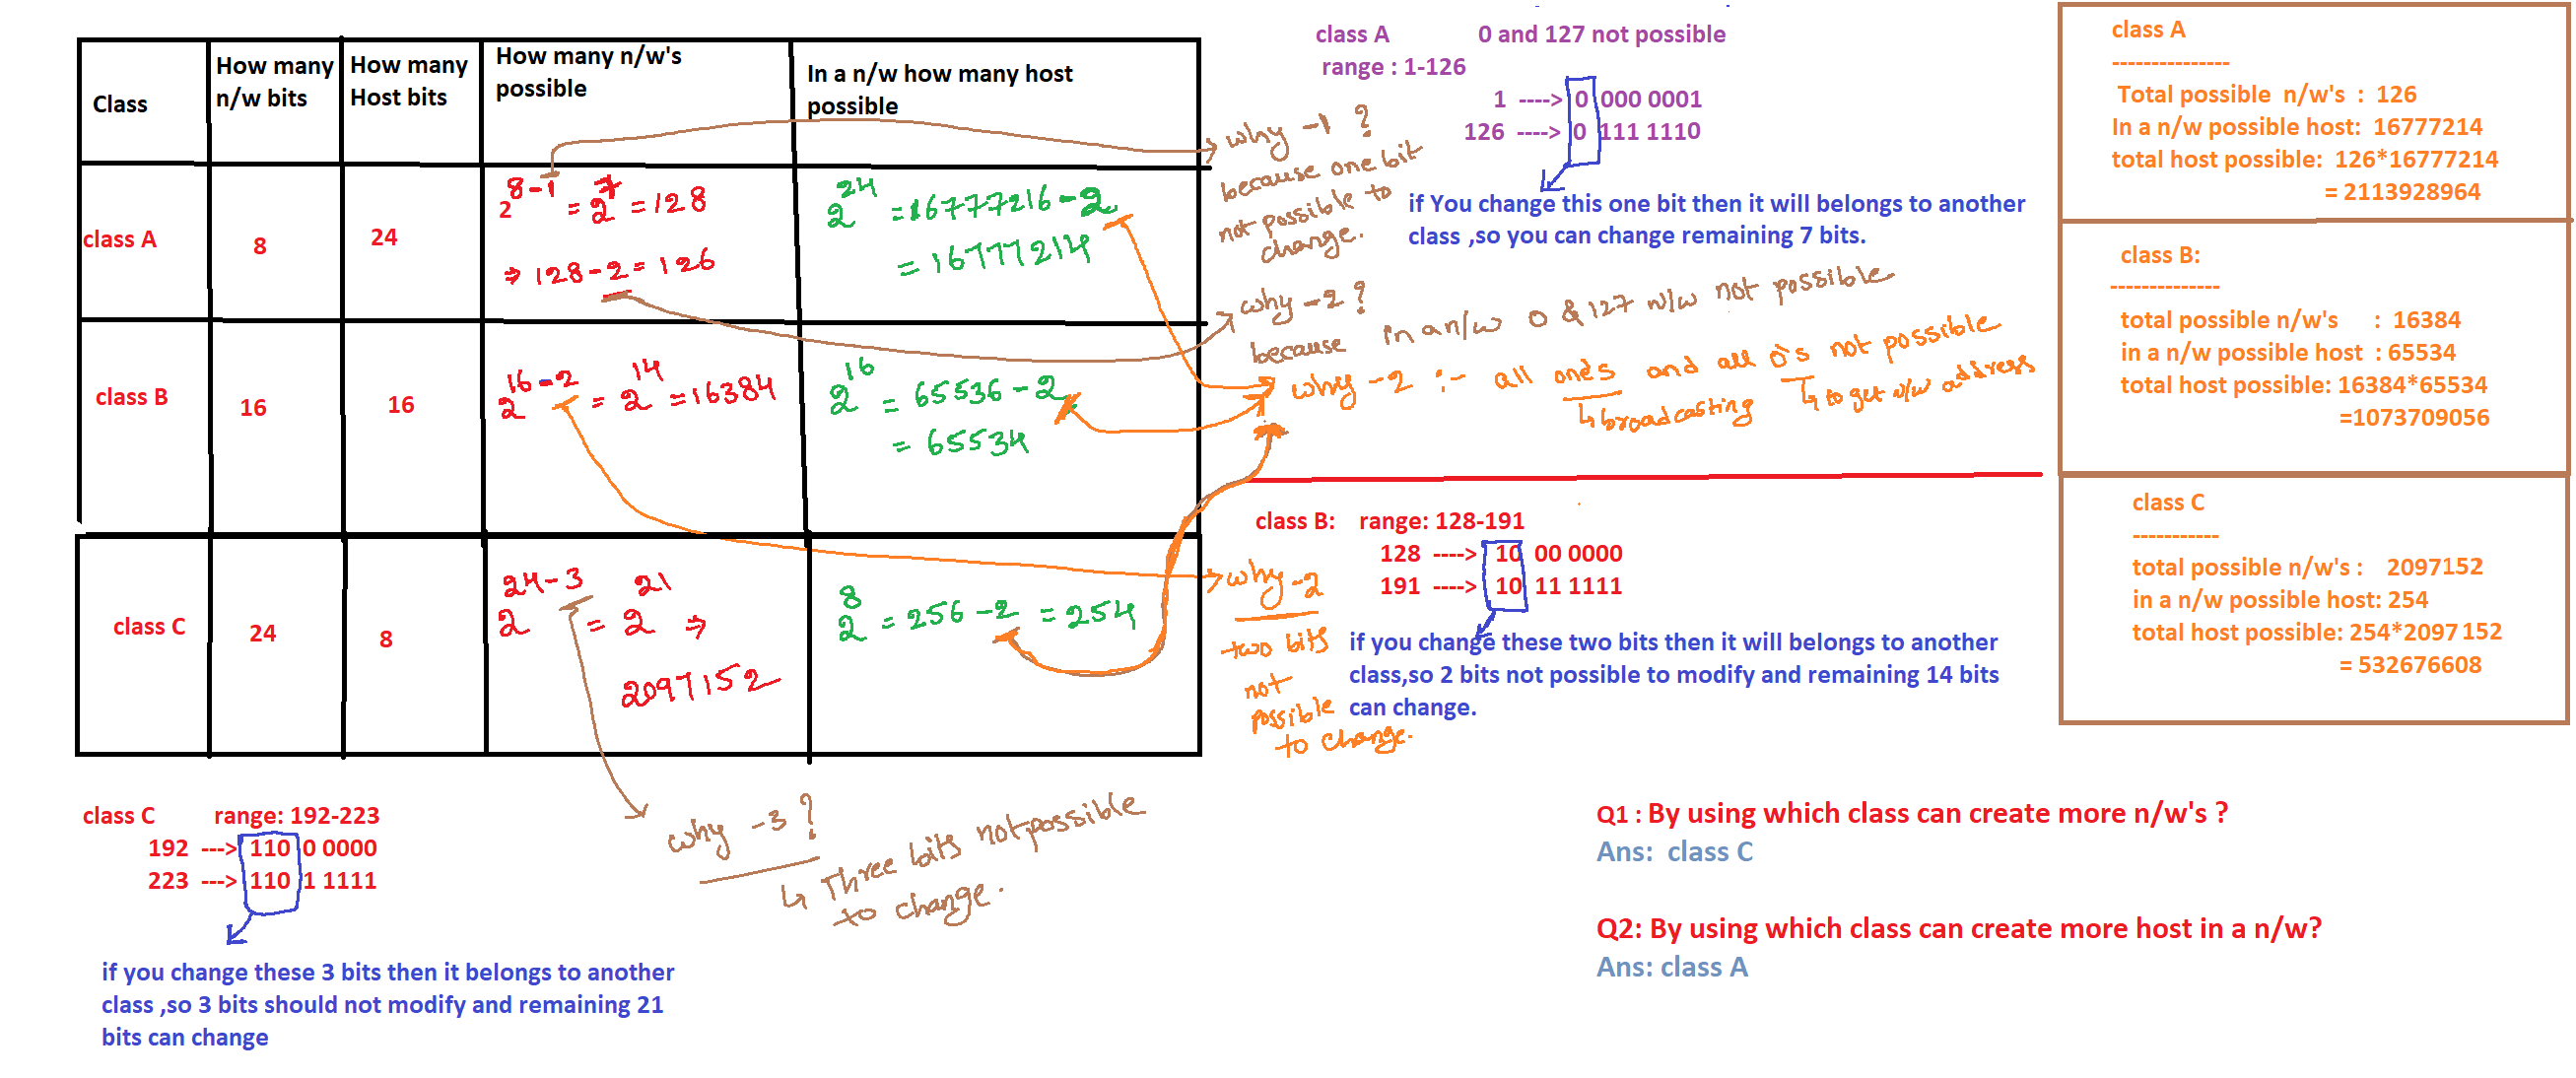 Class
How many n/w bits
How many Host bits
How many n/w's possible
In a n/w how many host possible
class A
8
24
2^8-1 = 2^7 = 128
⇒ 128-2 = 126
2^24 = 16777216-2
= 16777214
class B
16
16
2^16-2 = 2^14 = 16384
2^16 = 65536-2
= 65534
class C
24
8
2^24-3 = 2^21 ⇒
2097152
2^8 = 256-2 = 254
why -1 ?
because one bit
not possible to
change.
why -2 ?
because in a n/w 0 & 127 n/w not possible
why -2 :- all ones and all 0's not possible
↳ broadcasting ↳ to get n/w address
class A 0 and 127 not possible
range : 1-126
1 ----> 0 000 0001
126 ----> 0 111 1110
if You change this one bit then it will belongs to another
class ,so you can change remaining 7 bits.
class B: range: 128-191
128 ----> 10 00 0000
191 ----> 10 11 1111
why -2
two bits
not
possible
to change.
if you change these two bits then it will belongs to another
class,so 2 bits not possible to modify and remaining 14 bits
can change.
class C range: 192-223
192 ---> 110 0 0000
223 ---> 110 1 1111
if you change these 3 bits then it belongs to another
class ,so 3 bits should not modify and remaining 21
bits can change
why -3 ?
↳ Three bits not possible
to change.
class A
---------------
Total possible n/w's : 126
In a n/w possible host: 16777214
total host possible: 126*16777214
= 2113928964
class B:
--------------
total possible n/w's : 16384
in a n/w possible host : 65534
total host possible: 16384*65534
=1073709056
class C
-----------
total possible n/w's : 2097152
in a n/w possible host: 254
total host possible: 254*2097152
= 532676608
Q1 : By using which class can create more n/w's ?
Ans: class C
Q2: By using which class can create more host in a n/w?
Ans: class A